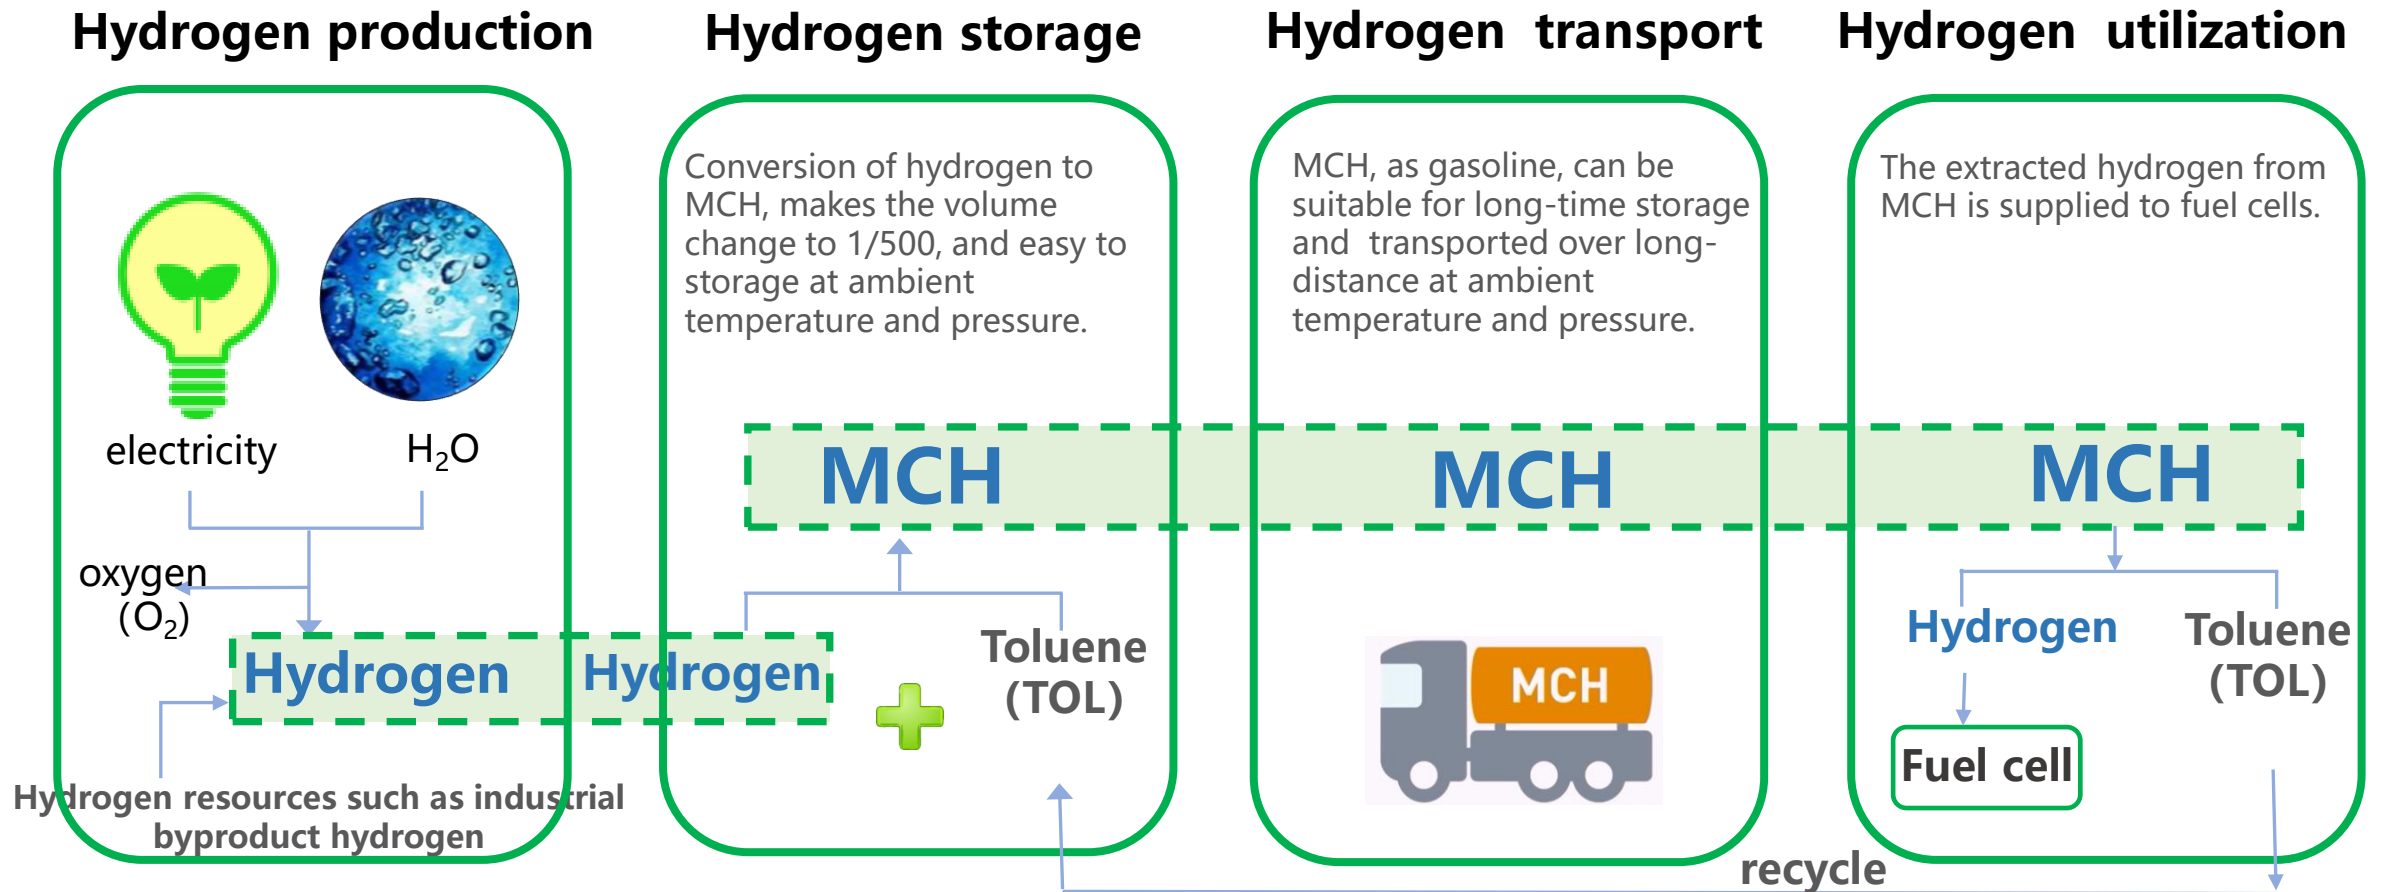 Hydrogen production
electricity
H₂O
oxygen
(O₂)
Hydrogen
Hydrogen resources such as industrial
byproduct hydrogen
Hydrogen storage
Conversion of hydrogen to
MCH, makes the volume
change to 1/500, and easy to
storage at ambient
temperature and pressure.
MCH
Hydrogen
Toluene
(TOL)
Hydrogen transport
MCH, as gasoline, can be
suitable for long-time storage
and transported over long-
distance at ambient
temperature and pressure.
MCH
MCH
Hydrogen utilization
The extracted hydrogen from
MCH is supplied to fuel cells.
MCH
Hydrogen
Toluene
(TOL)
Fuel cell
recycle